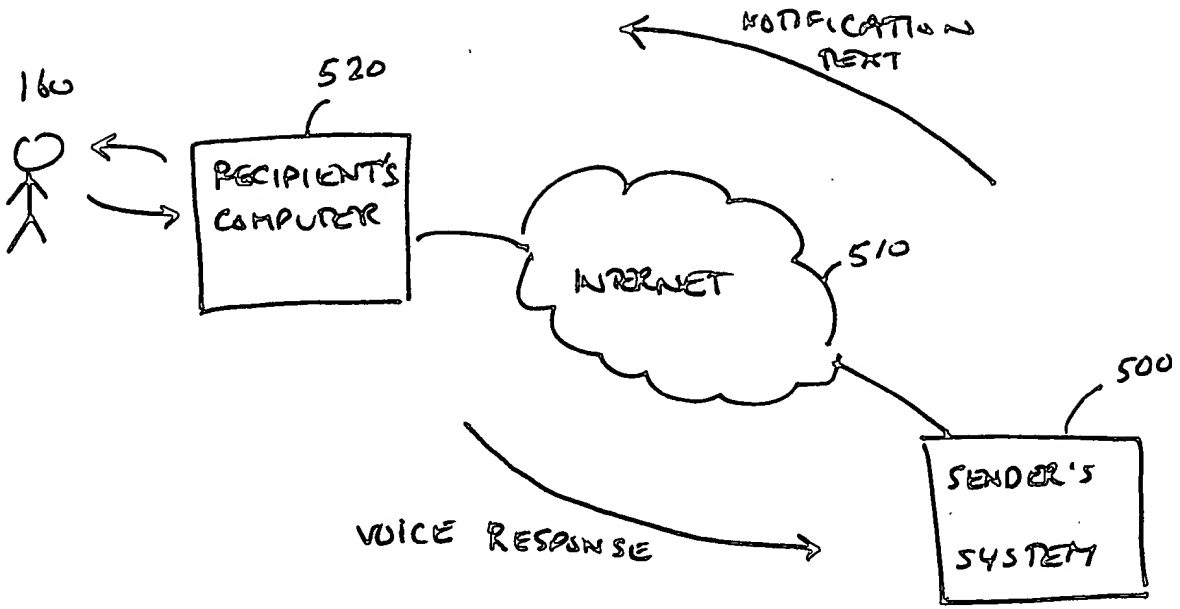 NOTIFICATION
TEXT
160
520
RECIPIENT'S
COMPUTER
INTERNET
510
500
SENDER'S
SYSTEM
VOICE RESPONSE